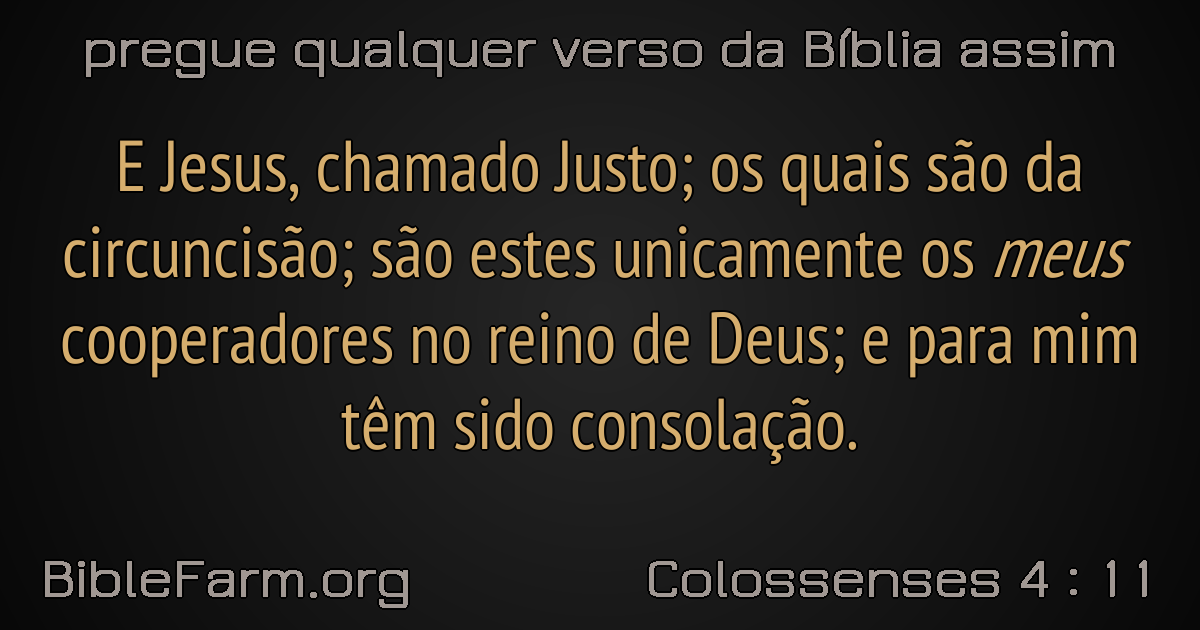 pregue qualquer verso da Bíblia assim
E Jesus, chamado Justo; os quais são da
circuncisão; são estes unicamente os meus
cooperadores no reino de Deus; e para mim
têm sido consolação.
BibleFarm.org
Colossenses 4 : 11